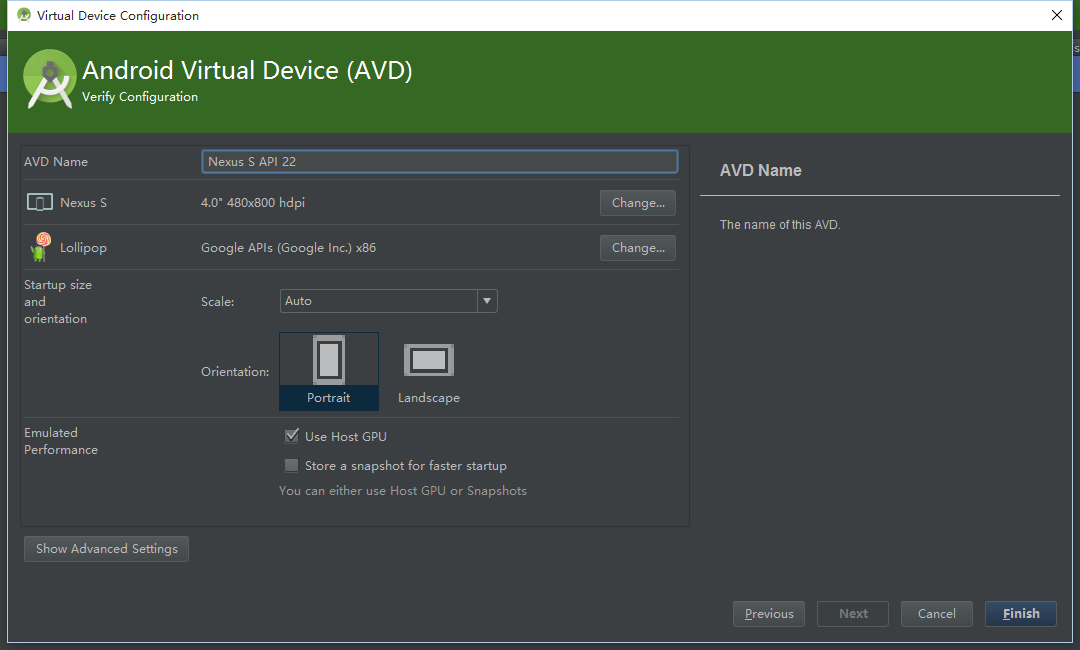 Virtual Device Configuration
Android Virtual Device (AVD)
Verify Configuration
AVD Name
Nexus S API 22
Nexus S
4.0" 480x800 hdpi
Change...
Lollipop
Google APIs (Google Inc.) x86
Change...
Startup size
and
orientation
Scale:
Auto
Orientation:
Portrait
Landscape
Emulated
Performance
Use Host GPU
Store a snapshot for faster startup
You can either use Host GPU or Snapshots
Show Advanced Settings
AVD Name
The name of this AVD.
Previous
Next
Cancel
Finish